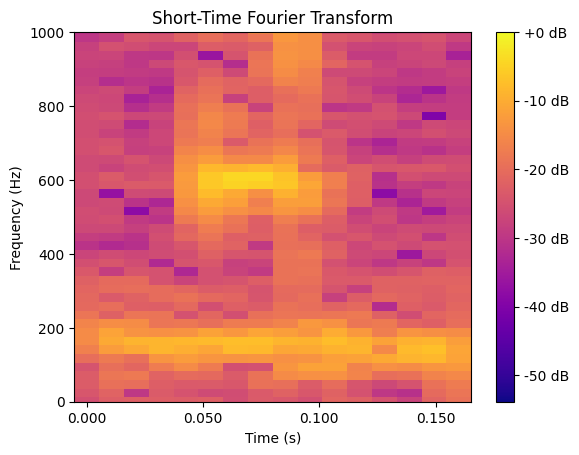 Short-Time Fourier Transform
Frequency (Hz)
1000
800
600
400
200
0
0.000
0.050
0.100
0.150
Time (s)
+0 dB
-10 dB
-20 dB
-30 dB
-40 dB
-50 dB